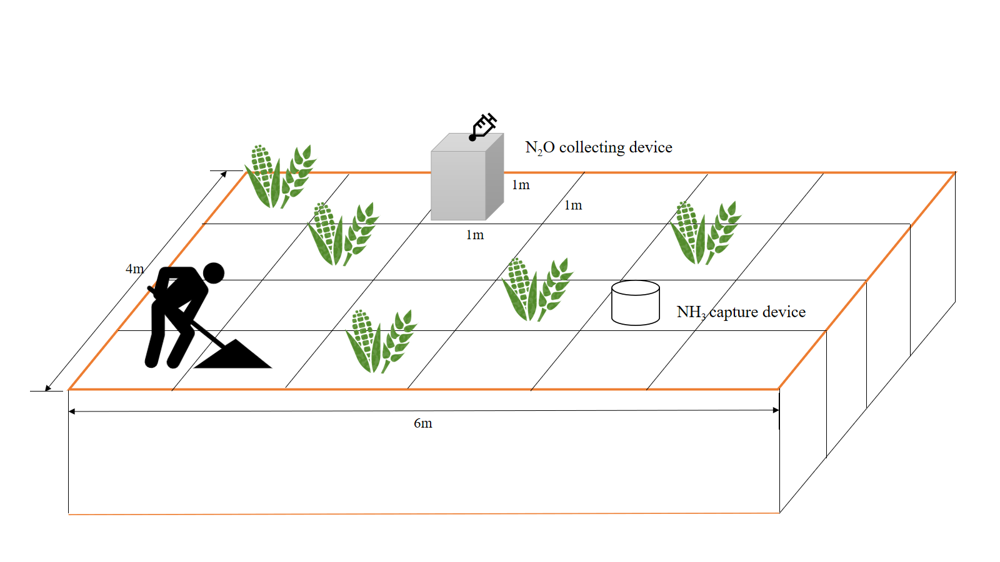 N₂O collecting device
1m
1m
1m
4m
NH₃ capture device
6m